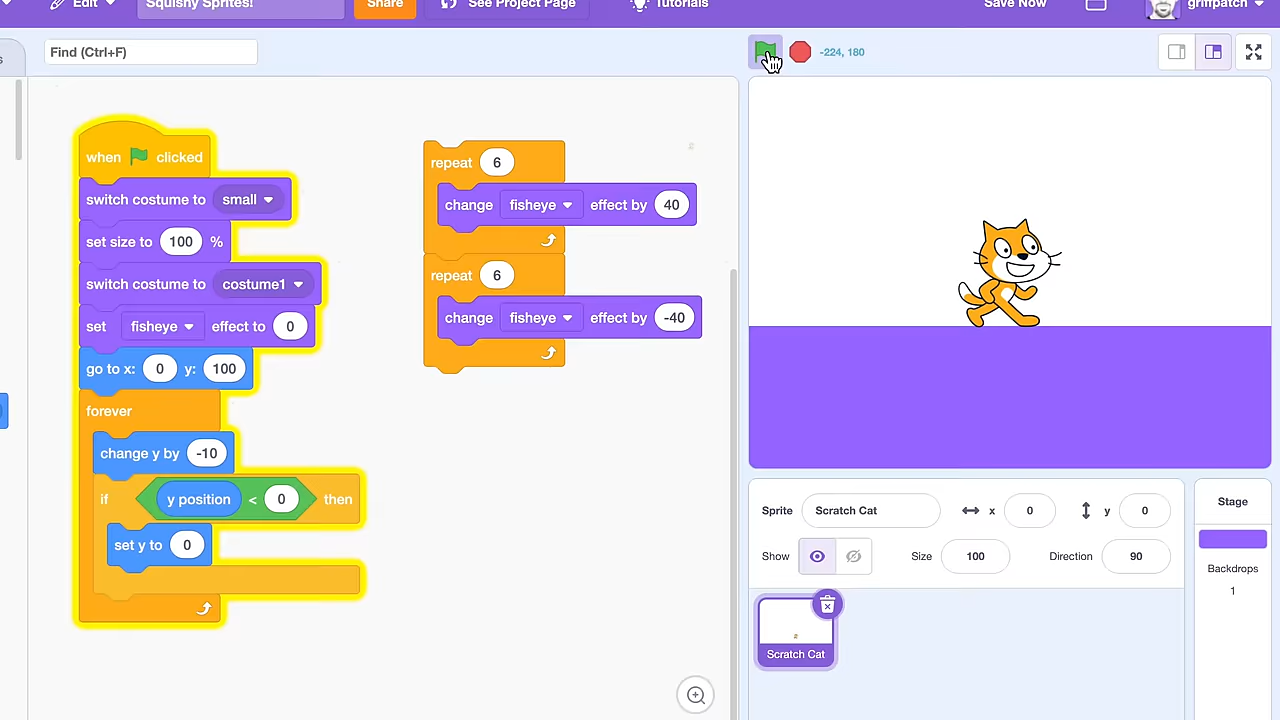 Edit
Squishy Sprites!
Share
See Project Page
Tutorials
Save Now
griffpatch
Find (Ctrl+F)
-224, 180
when clicked
switch costume to small
set size to 100 %
switch costume to costume1
set fisheye effect to 0
go to x: 0 y: 100
forever
change y by -10
if y position < 0 then
set y to 0
repeat 6
change fisheye effect by 40
repeat 6
change fisheye effect by -40
Sprite Scratch Cat x 0 y 0
Show Size 100 Direction 90
Scratch Cat
Stage
Backdrops
1